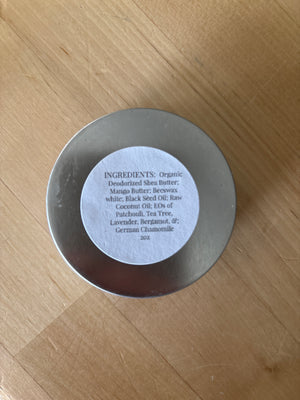 INGREDIENTS: Organic
Deodorized Shea Butter;
Mango Butter; Beeswax
white; Black Seed Oil; Raw
Coconut Oil; EOs of
Patchouli, Tea Tree,
Lavender, Bergamot, &;
German Chamomile
2oz